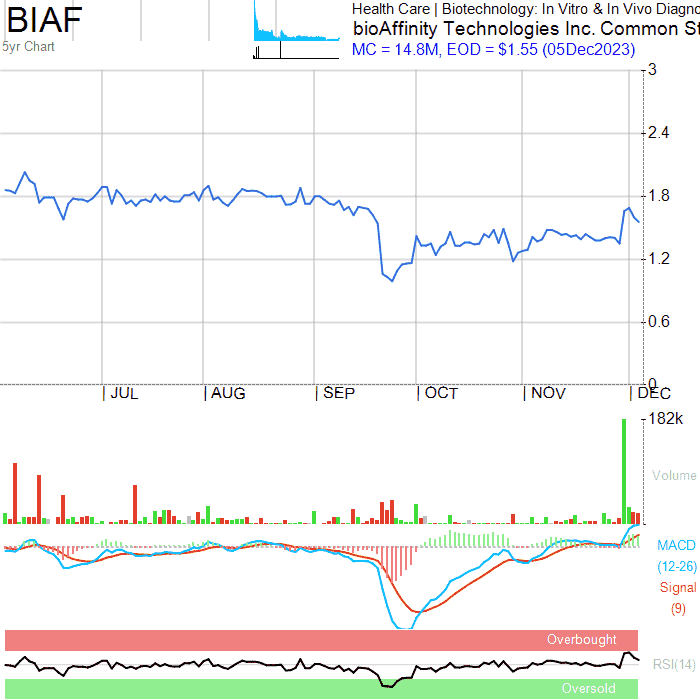 BIAF
5yr Chart
Health Care | Biotechnology: In Vitro & In Vivo Diagno
bioAffinity Technologies Inc. Common St
MC = 14.8M, EOD = $1.55 (05Dec2023)
3
2.4
1.8
1.2
0.6
0
| JUL | AUG | SEP | OCT | NOV | DEC
182k
Volume
MACD
(12-26)
Signal
(9)
Overbought
RSI(14)
Oversold